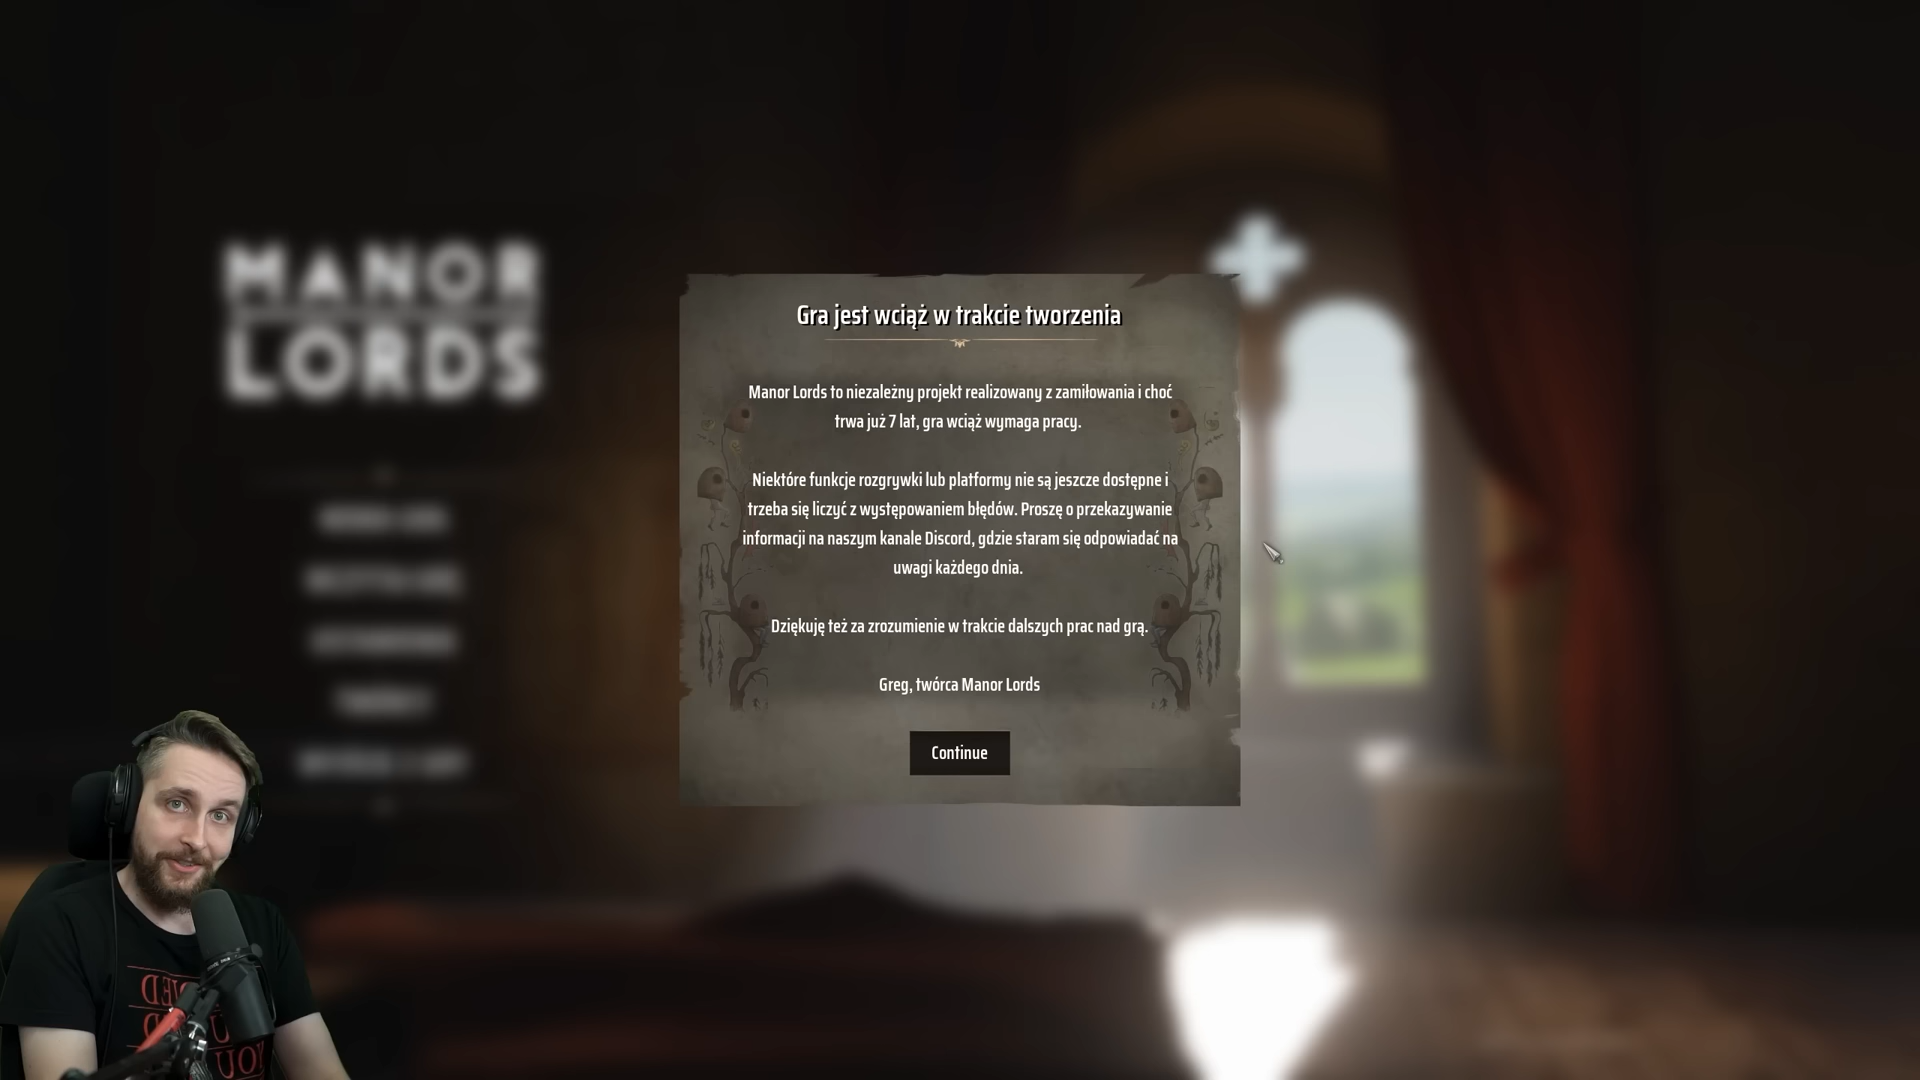 MANOR
LORDS
Gra jest wciąż w trakcie tworzenia
Manor Lords to niezależny projekt realizowany z zamiłowania i choć
trwa już 7 lat, gra wciąż wymaga pracy.
Niektóre funkcje rozgrywki lub platformy nie są jeszcze dostępne i
trzeba się liczyć z występowaniem błędów. Proszę o przekazywanie
informacji na naszym kanale Discord, gdzie staram się odpowiadać na
uwagi każdego dnia.
Dziękuję też za zrozumienie w trakcie dalszych prac nad grą.
Greg, twórca Manor Lords
Continue
YOU